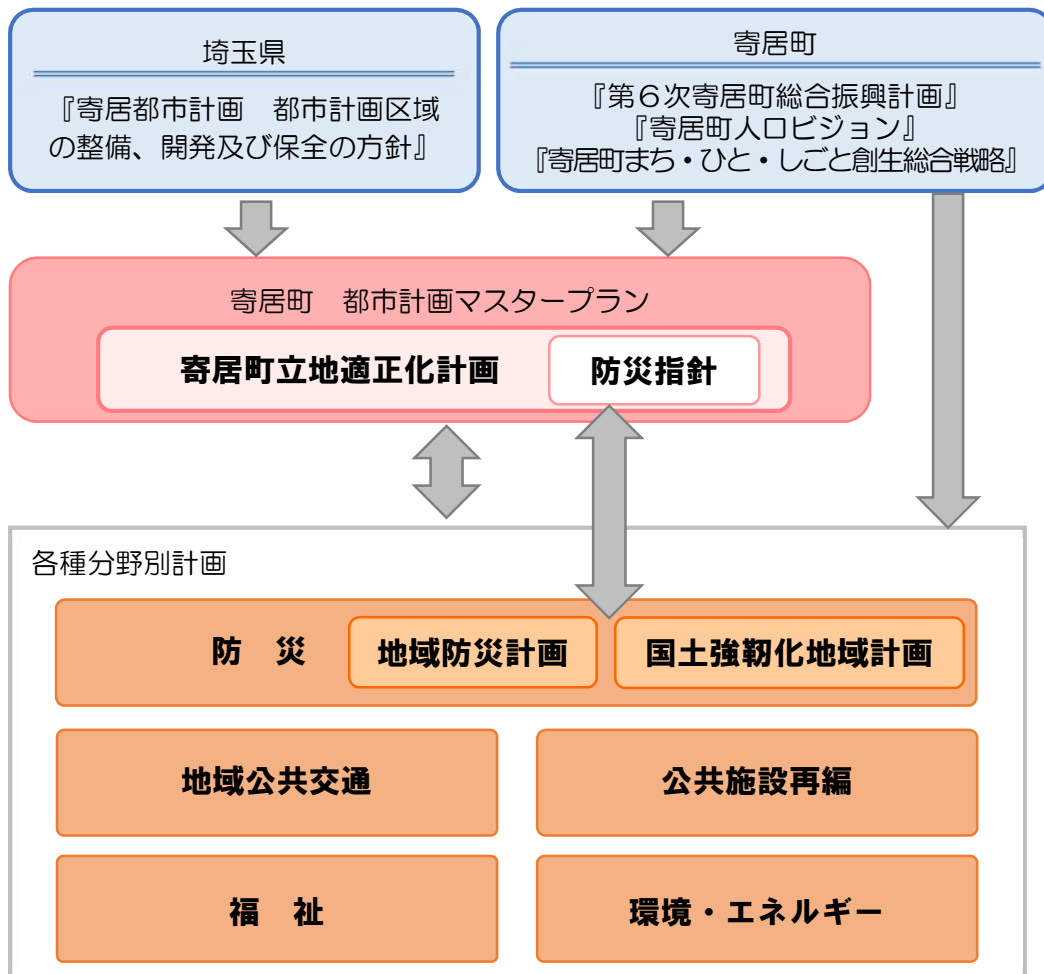 埼玉県
『寄居都市計画　都市計画区域
の整備、開発及び保全の方針』
寄居町
『第６次寄居町総合振興計画』
『寄居町人口ビジョン』
『寄居町まち・ひと・しごと創生総合戦略』
寄居町　都市計画マスタープラン
寄居町立地適正化計画
防災指針
各種分野別計画
防　災
地域防災計画
国土強靭化地域計画
地域公共交通
公共施設再編
福　祉
環境・エネルギー